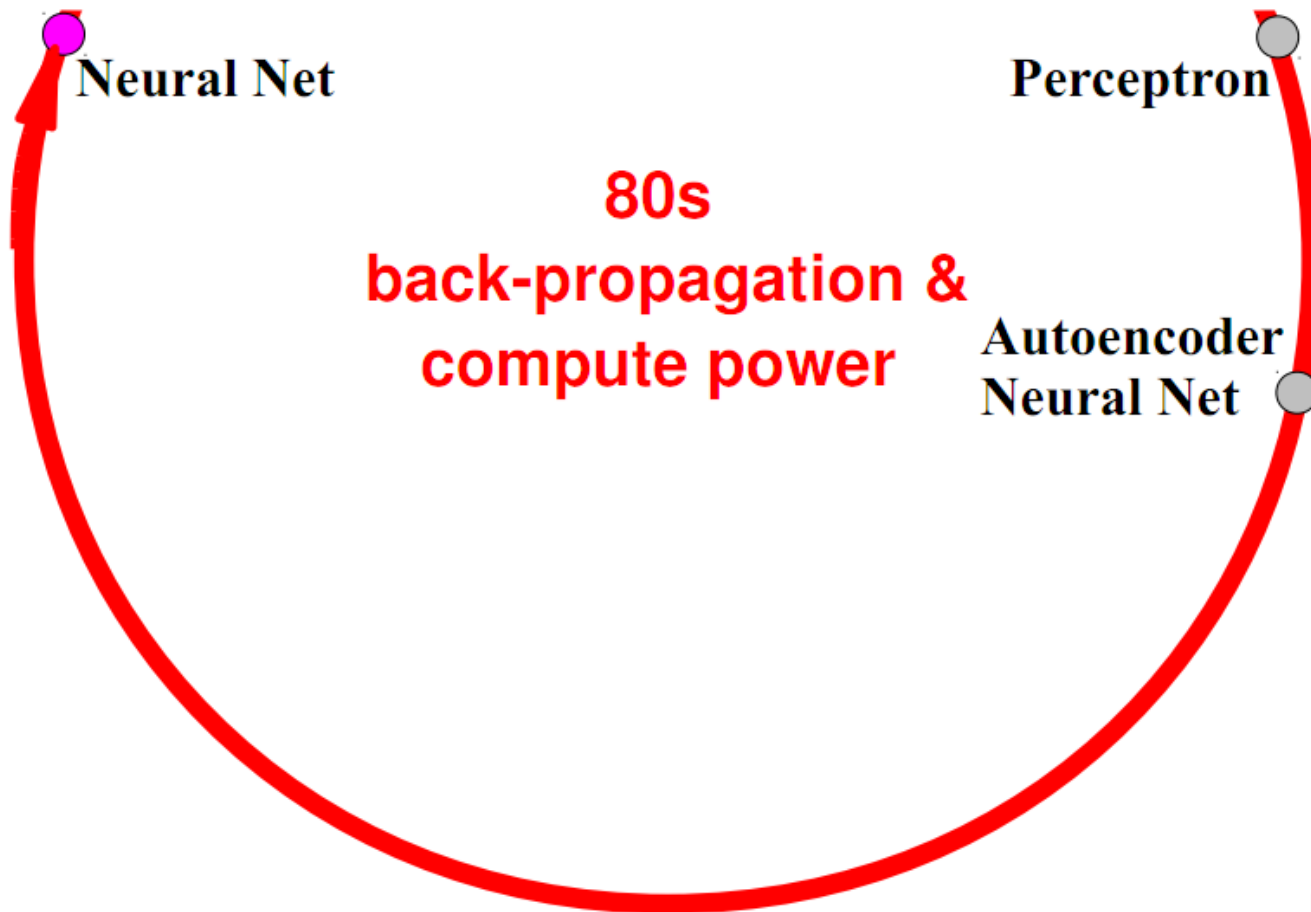 Neural Net
Perceptron
80s
back-propagation &
compute power
Autoencoder
Neural Net